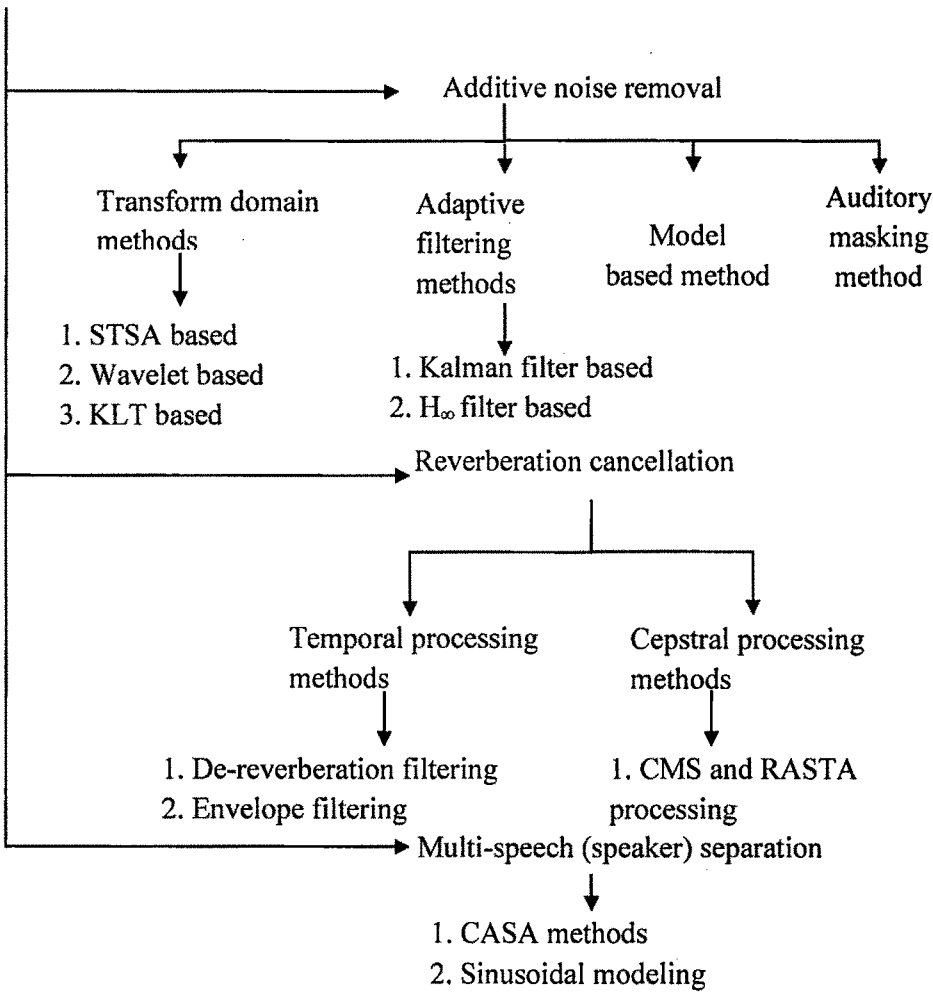 Additive noise removal
Transform domain
methods
Adaptive
filtering
methods
Model
based method
Auditory
masking
method
1. STSA based
2. Wavelet based
3. KLT based
1. Kalman filter based
2. H∞ filter based
Reverberation cancellation
Temporal processing
methods
Cepstral processing
methods
1. De-reverberation filtering
2. Envelope filtering
1. CMS and RASTA
processing
Multi-speech (speaker) separation
1. CASA methods
2. Sinusoidal modeling